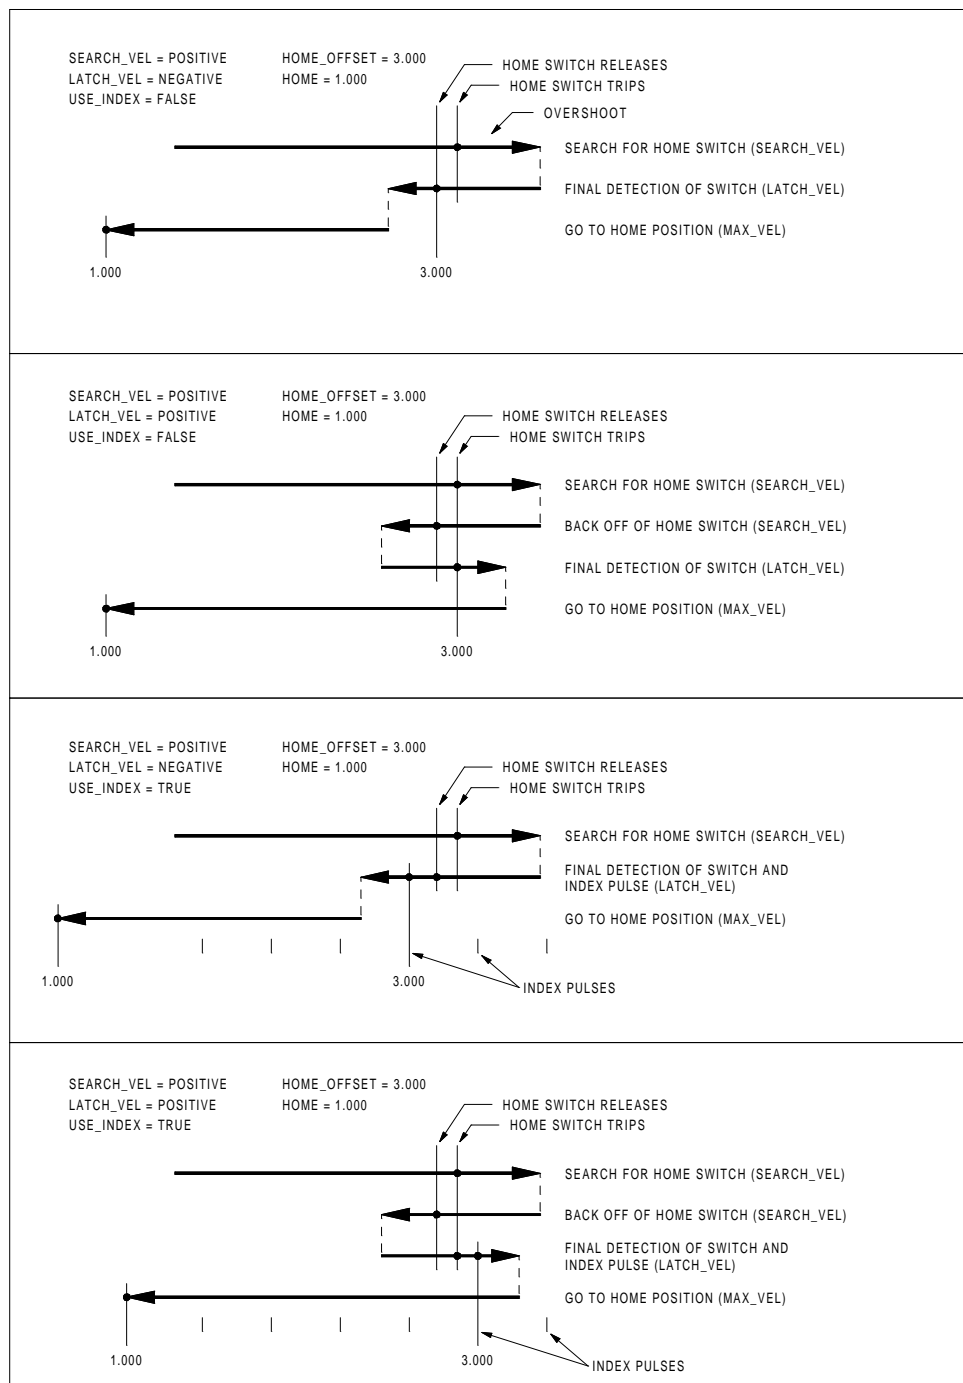 SEARCH_VEL = POSITIVE HOME_OFFSET = 3.000
LATCH_VEL = NEGATIVE HOME = 1.000
USE_INDEX = FALSE
HOME SWITCH RELEASES
HOME SWITCH TRIPS
OVERSHOOT
SEARCH FOR HOME SWITCH (SEARCH_VEL)
FINAL DETECTION OF SWITCH (LATCH_VEL)
GO TO HOME POSITION (MAX_VEL)
1.000 3.000
SEARCH_VEL = POSITIVE HOME_OFFSET = 3.000
LATCH_VEL = POSITIVE HOME = 1.000
USE_INDEX = FALSE
HOME SWITCH RELEASES
HOME SWITCH TRIPS
SEARCH FOR HOME SWITCH (SEARCH_VEL)
BACK OFF OF HOME SWITCH (SEARCH_VEL)
FINAL DETECTION OF SWITCH (LATCH_VEL)
GO TO HOME POSITION (MAX_VEL)
1.000 3.000
SEARCH_VEL = POSITIVE HOME_OFFSET = 3.000
LATCH_VEL = NEGATIVE HOME = 1.000
USE_INDEX = TRUE
HOME SWITCH RELEASES
HOME SWITCH TRIPS
SEARCH FOR HOME SWITCH (SEARCH_VEL)
FINAL DETECTION OF SWITCH AND
INDEX PULSE (LATCH_VEL)
GO TO HOME POSITION (MAX_VEL)
1.000 3.000
INDEX PULSES
SEARCH_VEL = POSITIVE HOME_OFFSET = 3.000
LATCH_VEL = POSITIVE HOME = 1.000
USE_INDEX = TRUE
HOME SWITCH RELEASES
HOME SWITCH TRIPS
SEARCH FOR HOME SWITCH (SEARCH_VEL)
BACK OFF OF HOME SWITCH (SEARCH_VEL)
FINAL DETECTION OF SWITCH AND
INDEX PULSE (LATCH_VEL)
GO TO HOME POSITION (MAX_VEL)
1.000 3.000
INDEX PULSES